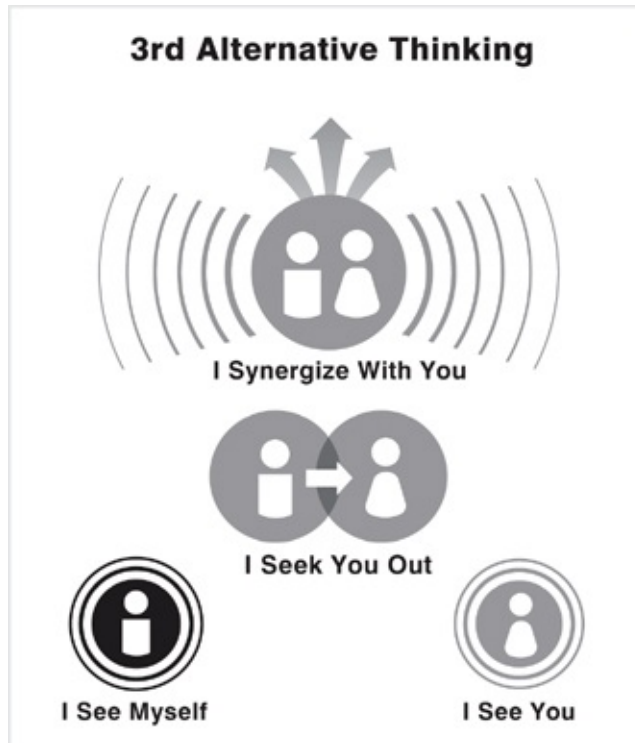 3rd Alternative Thinking
I Synergize With You
I Seek You Out
I See Myself
I See You